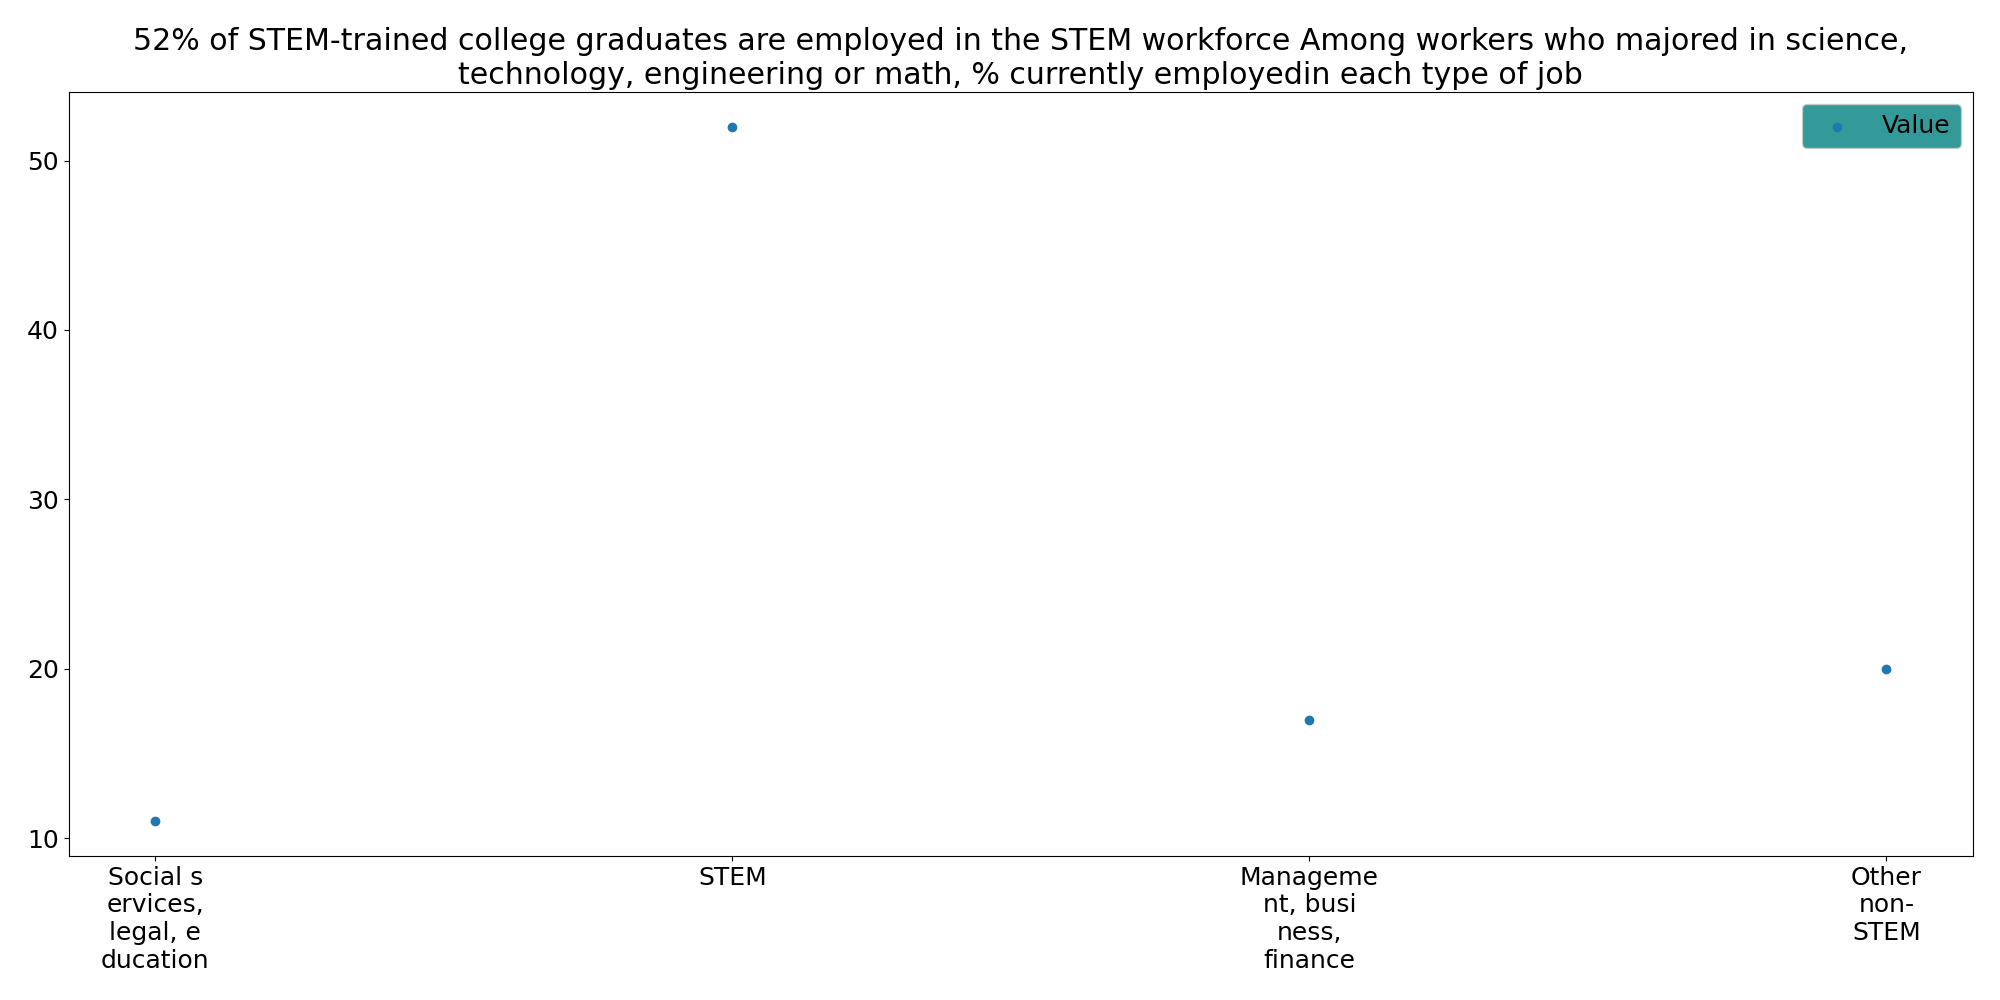 52% of STEM-trained college graduates are employed in the STEM workforce Among workers who majored in science,
technology, engineering or math, % currently employedin each type of job
Value
50
40
30
20
10
Social s
ervices,
legal, e
ducation
STEM
Manageme
nt, busi
ness,
finance
Other
non-
STEM